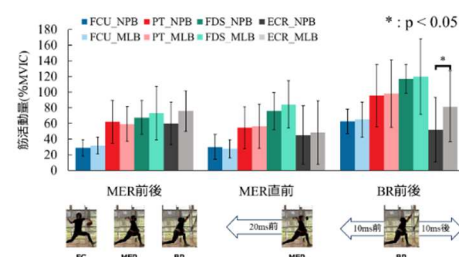 FCU_NPB PT_NPB FDS_NPB ECR_NPB
FCU_MLB PT_MLB FDS_MLB ECR_MLB
* : p < 0.05
筋活動量(%MVIC)
180
160
140
120
100
80
60
40
20
0
*
MER前後 MER直前 BR前後
20ms前 10ms前 10ms後
FC MER BR MER BR